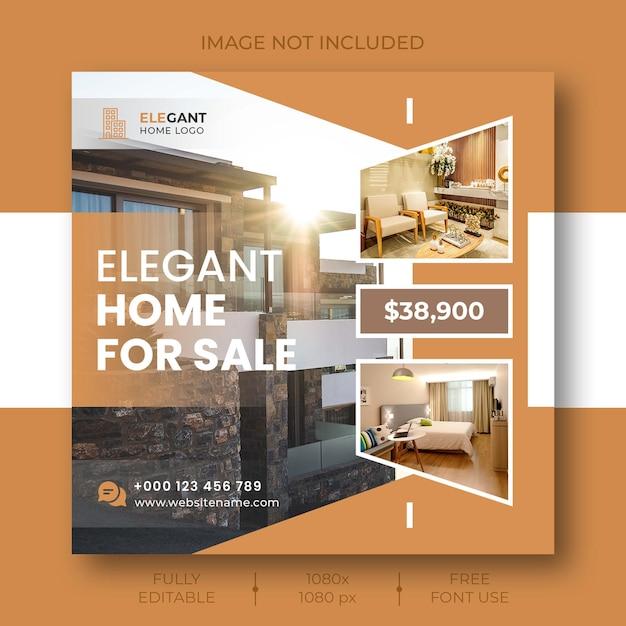 IMAGE NOT INCLUDED
ELEGANT
HOME LOGO
ELEGANT
HOME
FOR SALE
$38,900
+000 123 456 789
www.websitename.com
FULLY
EDITABLE
1080x
1080 px
FREE
FONT USE